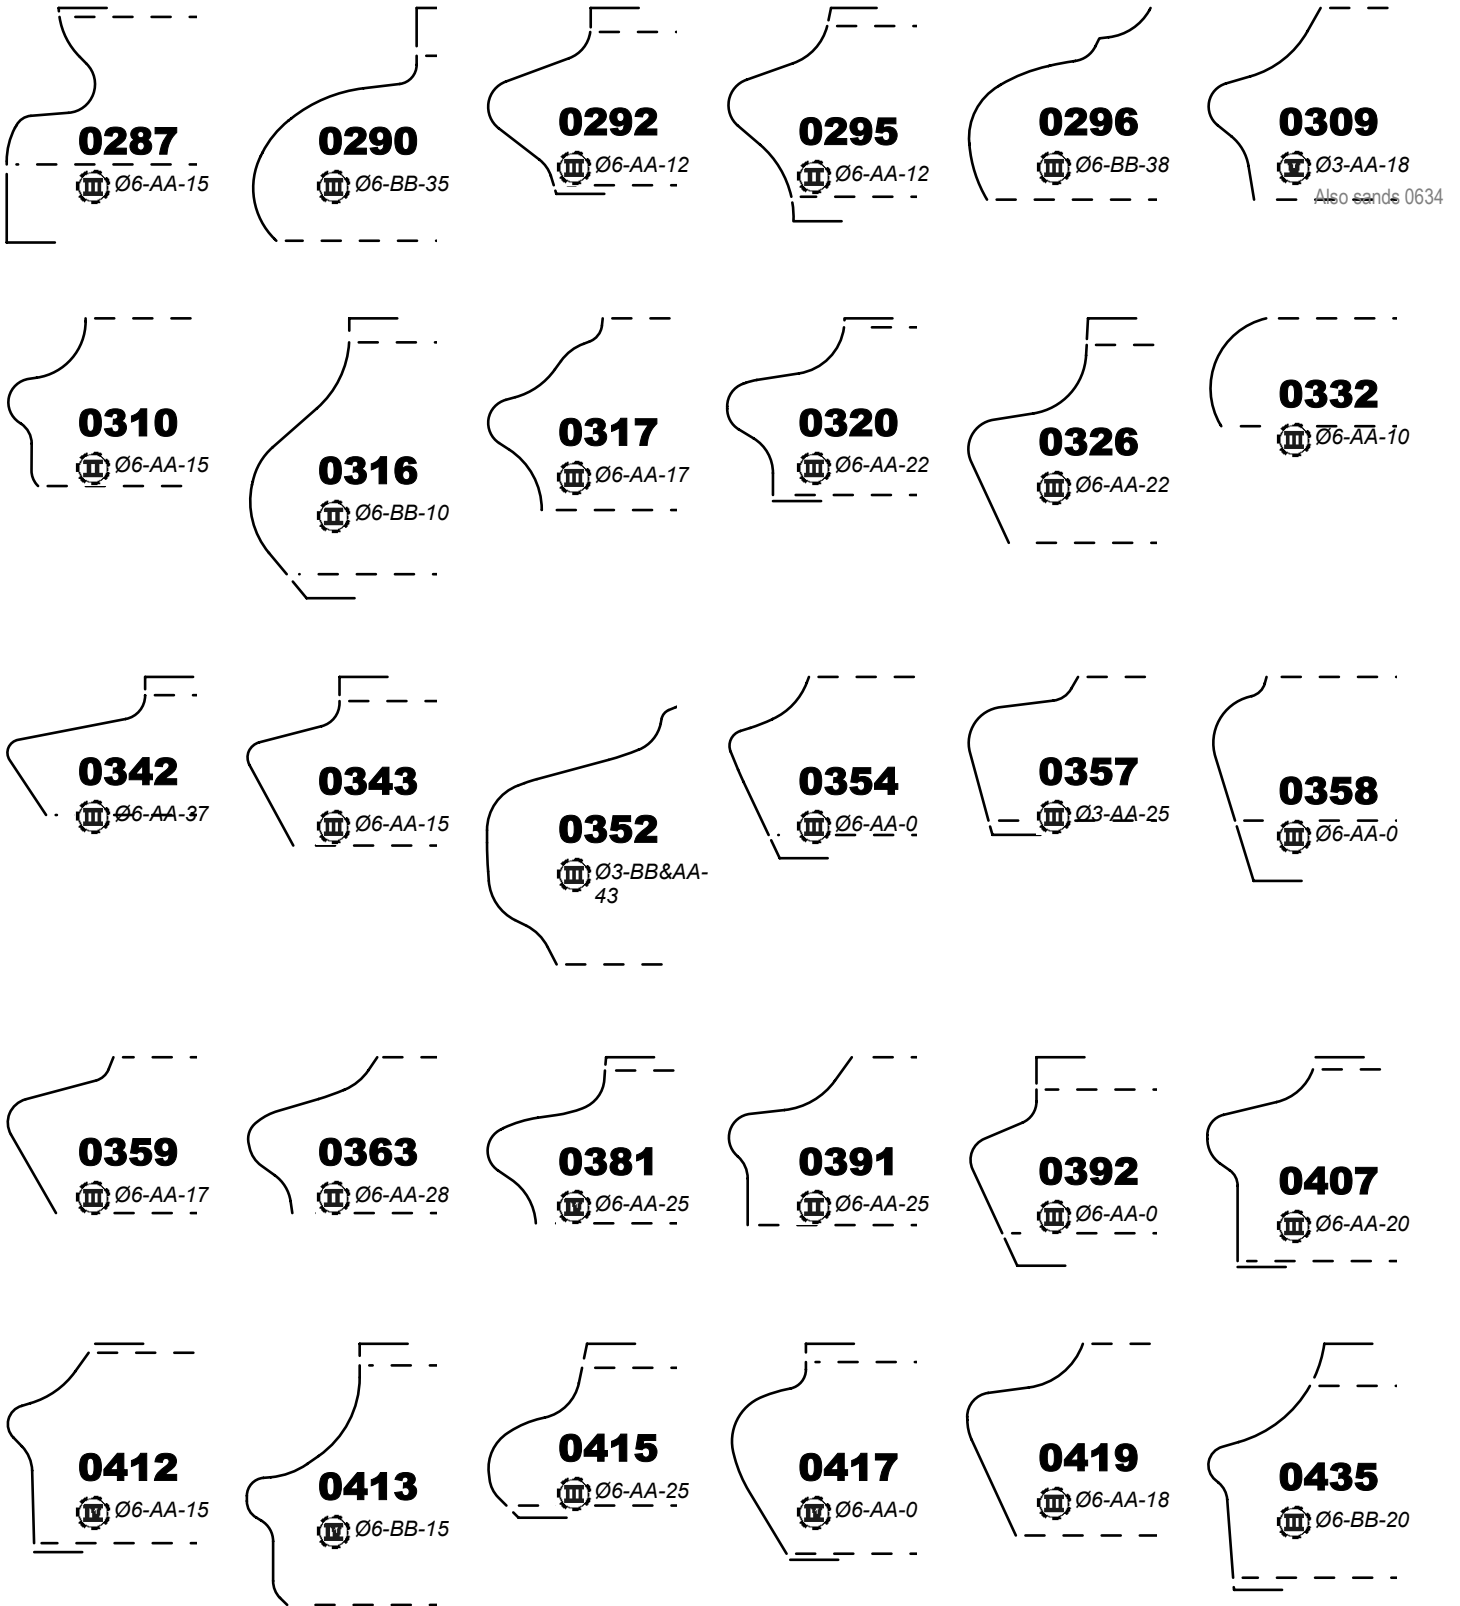 0287
III Ø6-AA-15
0290
III Ø6-BB-35
0292
III Ø6-AA-12
0295
II Ø6-AA-12
0296
III Ø6-BB-38
0309
V Ø3-AA-18
Also sands 0634
0310
II Ø6-AA-15
0316
II Ø6-BB-10
0317
III Ø6-AA-17
0320
III Ø6-AA-22
0326
III Ø6-AA-22
0332
III Ø6-AA-10
0342
III Ø6-AA-37
0343
III Ø6-AA-15
0352
III Ø3-BB&AA-
43
0354
III Ø6-AA-0
0357
III Ø3-AA-25
0358
III Ø6-AA-0
0359
III Ø6-AA-17
0363
II Ø6-AA-28
0381
IV Ø6-AA-25
0391
II Ø6-AA-25
0392
III Ø6-AA-0
0407
III Ø6-AA-20
0412
IV Ø6-AA-15
0413
IV Ø6-BB-15
0415
III Ø6-AA-25
0417
IV Ø6-AA-0
0419
III Ø6-AA-18
0435
III Ø6-BB-20